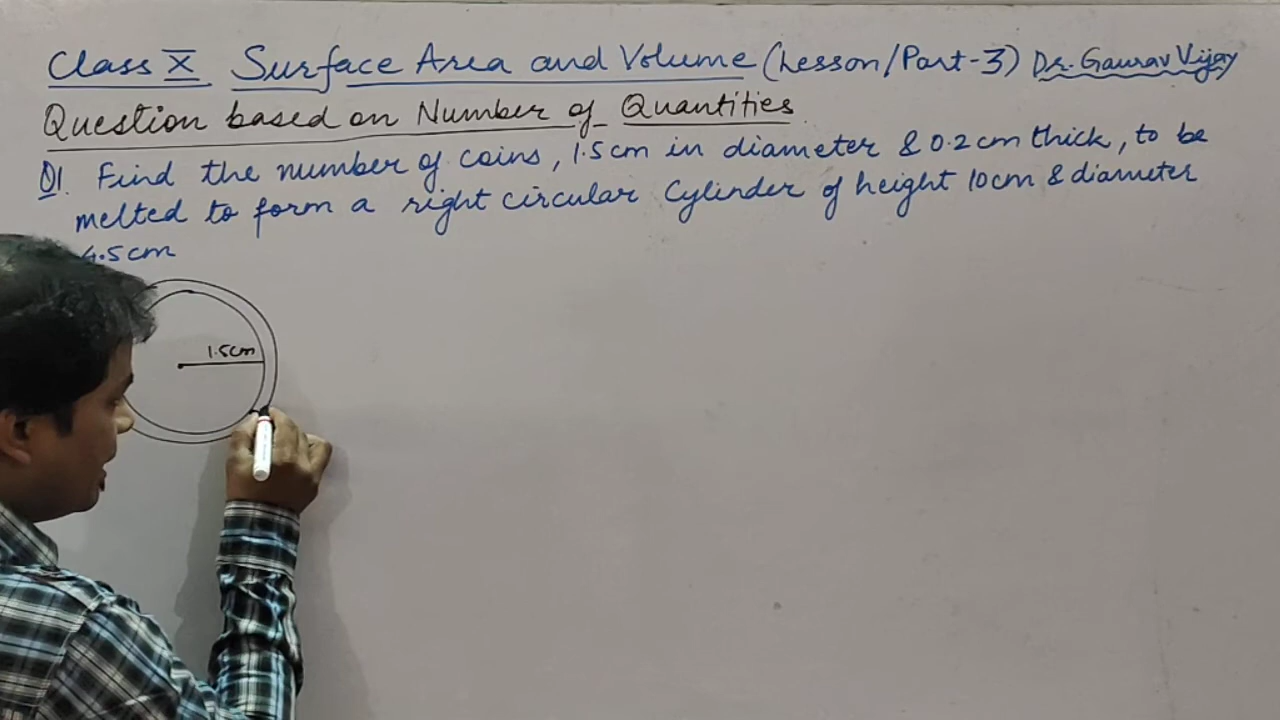 Class X Surface Area and Volume (Lesson/Part-3) Dr. Gaurav Vijay
Question based on Number of Quantities
Q1. Find the number of coins, 1.5cm in diameter & 0.2cm thick, to be
melted to form a right circular Cylinder of height 10cm & diameter
4.5cm
1.5cm